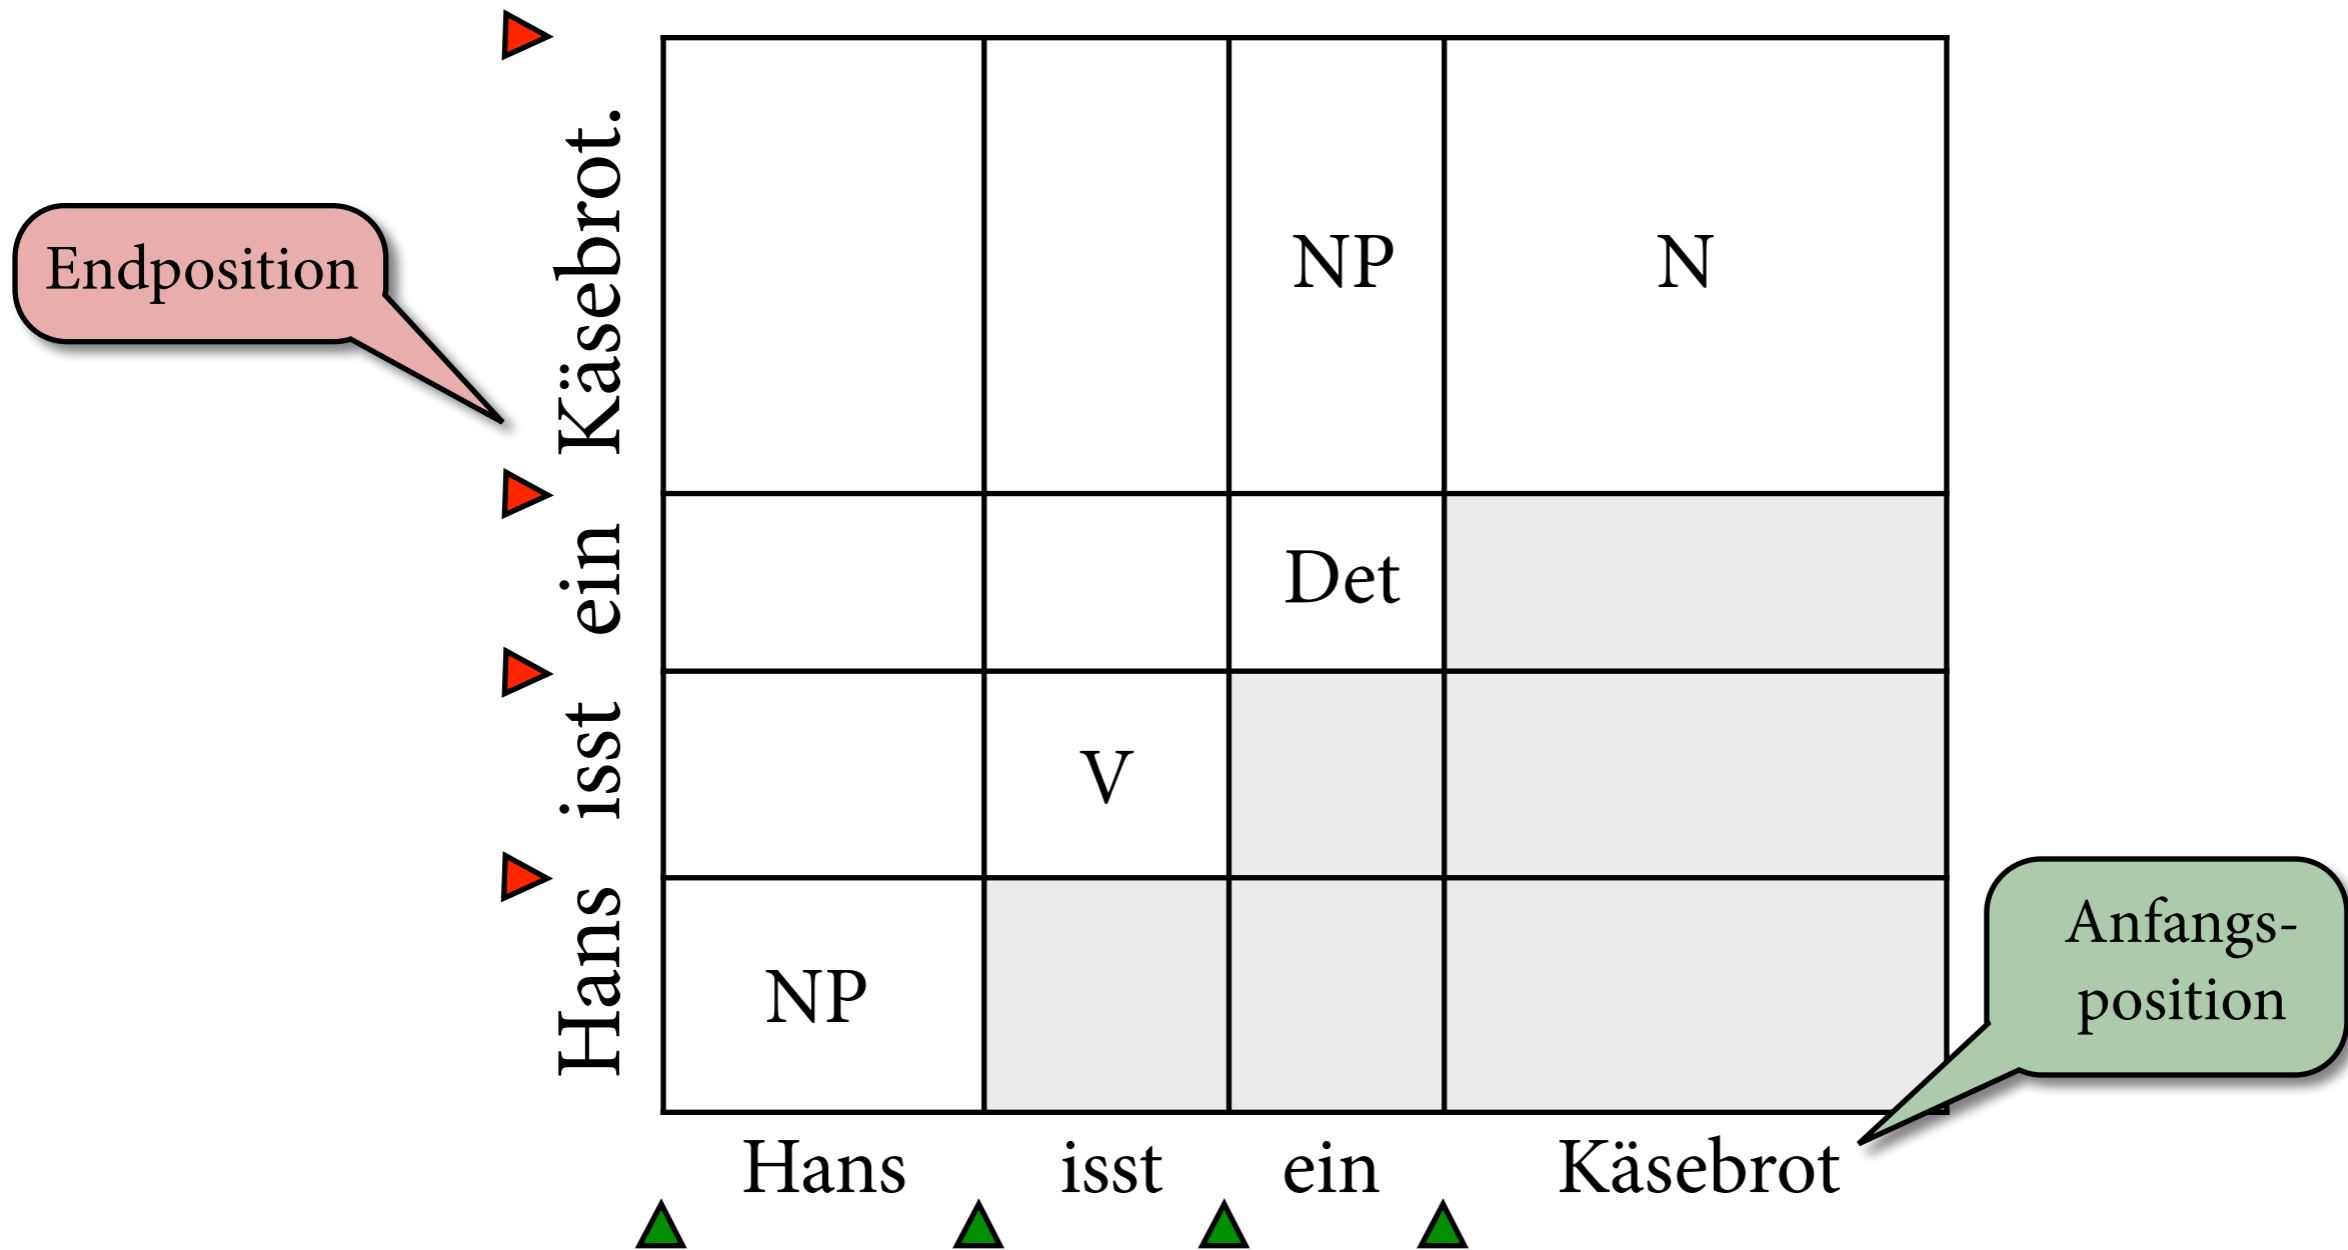 Käsebrot.
Endposition
NP N
ein
Det
isst
V
Hans
NP
Anfangs-
position
Hans isst ein Käsebrot